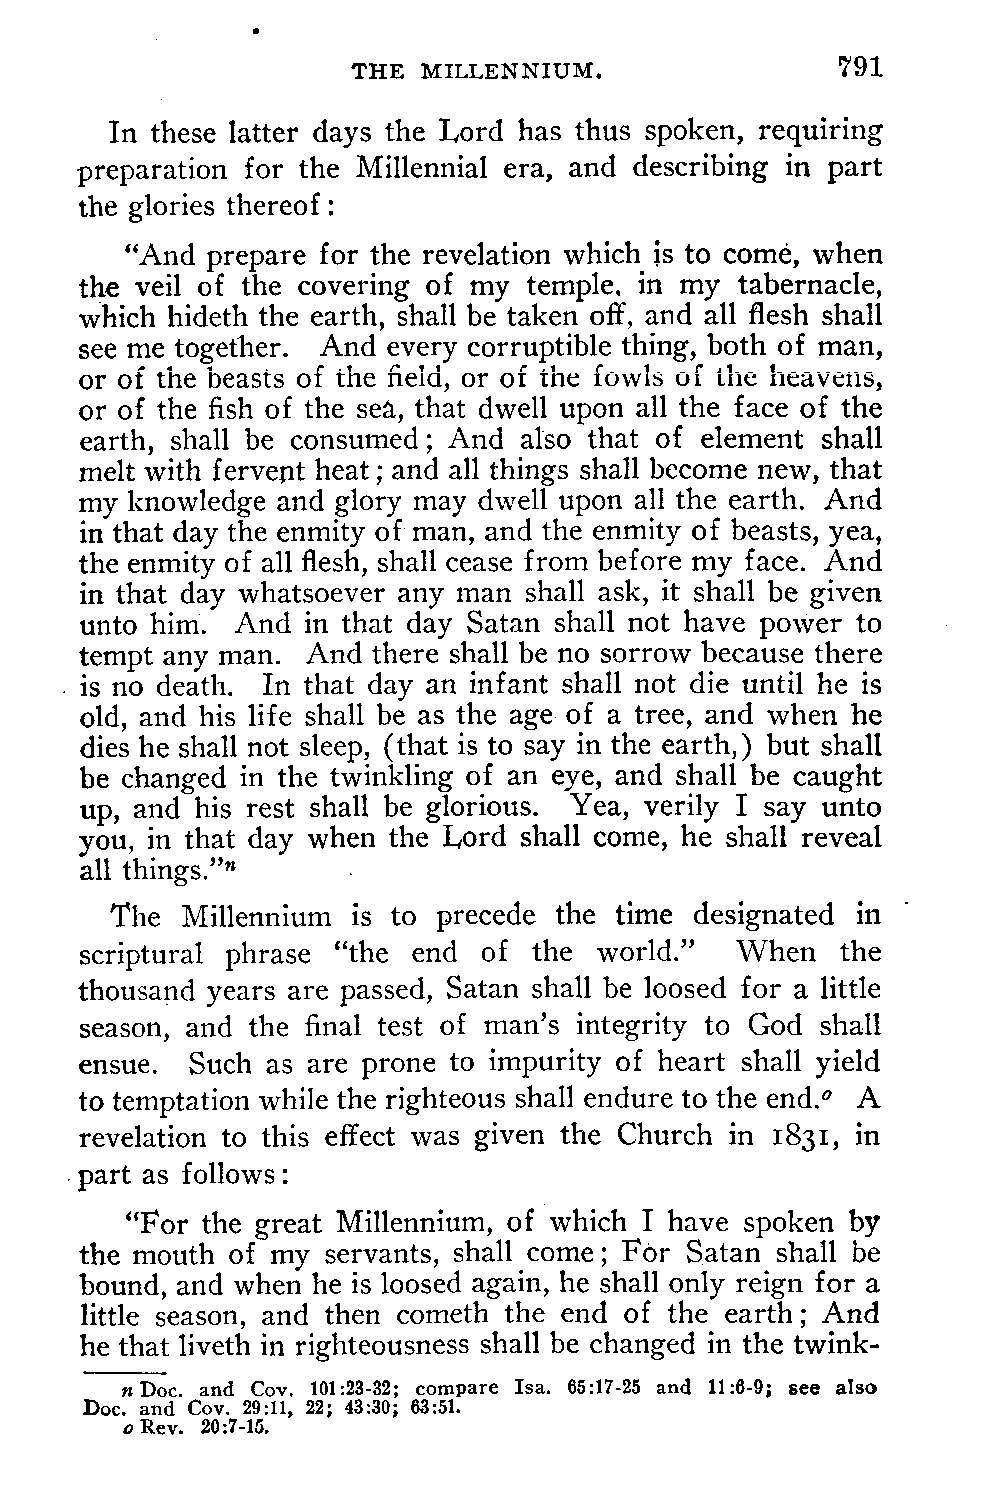 THE MILLENNIUM. 791
In these latter days the Lord has thus spoken, requiring
preparation for the Millennial era, and describing in part
the glories thereof:
"And prepare for the revelation which is to come, when
the veil of the covering of my temple, in my tabernacle,
which hideth the earth, shall be taken off, and all flesh shall
see me together. And every corruptible thing, both of man,
or of the beasts of the field, or of the fowls of the heavens,
or of the fish of the sea, that dwell upon all the face of the
earth, shall be consumed; And also that of element shall
melt with fervent heat; and all things shall become new, that
my knowledge and glory may dwell upon all the earth. And
in that day the enmity of man, and the enmity of beasts, yea,
the enmity of all flesh, shall cease from before my face. And
in that day whatsoever any man shall ask, it shall be given
unto him. And in that day Satan shall not have power to
tempt any man. And there shall be no sorrow because there
is no death. In that day an infant shall not die until he is
old, and his life shall be as the age of a tree, and when he
dies he shall not sleep, (that is to say in the earth,) but shall
be changed in the twinkling of an eye, and shall be caught
up, and his rest shall be glorious. Yea, verily I say unto
you, in that day when the Lord shall come, he shall reveal
all things."n
The Millennium is to precede the time designated in
scriptural phrase "the end of the world." When the
thousand years are passed, Satan shall be loosed for a little
season, and the final test of man's integrity to God shall
ensue. Such as are prone to impurity of heart shall yield
to temptation while the righteous shall endure to the end.o A
revelation to this effect was given the Church in 1831, in
part as follows:
"For the great Millennium, of which I have spoken by
the mouth of my servants, shall come; For Satan shall be
bound, and when he is loosed again, he shall only reign for a
little season, and then cometh the end of the earth; And
he that liveth in righteousness shall be changed in the twink-
n Doc. and Cov. 101:23-32; compare Isa. 65:17-25 and 11:6-9; see also
Doc. and Cov. 29:11, 22; 43:30; 63:51.
o Rev. 20:7-15.